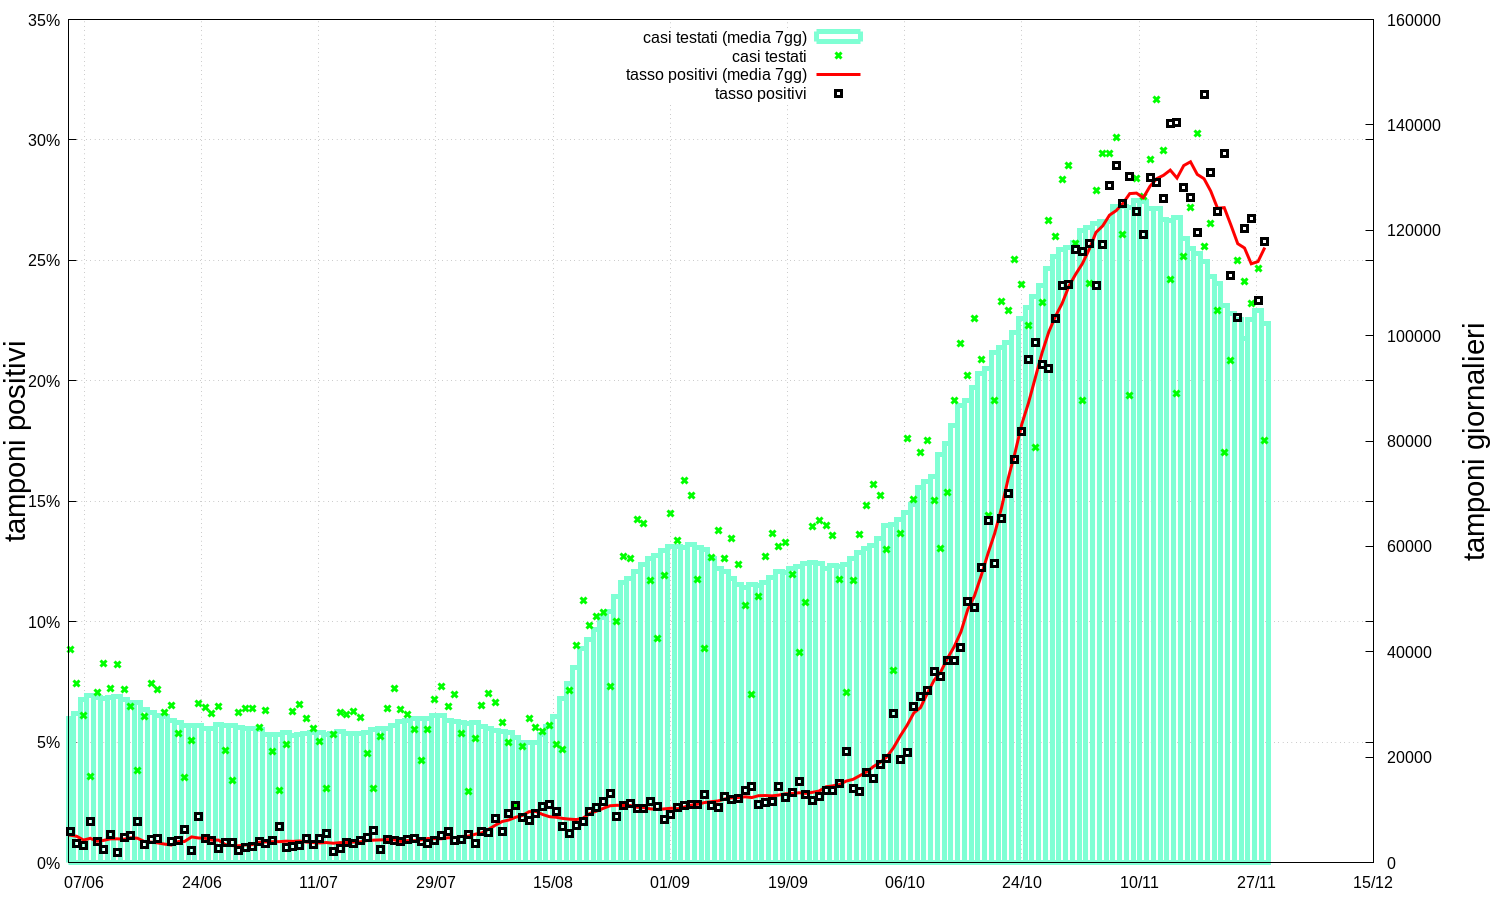 casi testati (media 7gg)
casi testati
tasso positivi (media 7gg)
tasso positivi
35%
30%
25%
20%
15%
10%
5%
0%
tamponi positivi
160000
140000
120000
100000
80000
60000
40000
20000
0
tamponi giornalieri
07/06 24/06 11/07 29/07 15/08 01/09 19/09 06/10 24/10 10/11 27/11 15/12